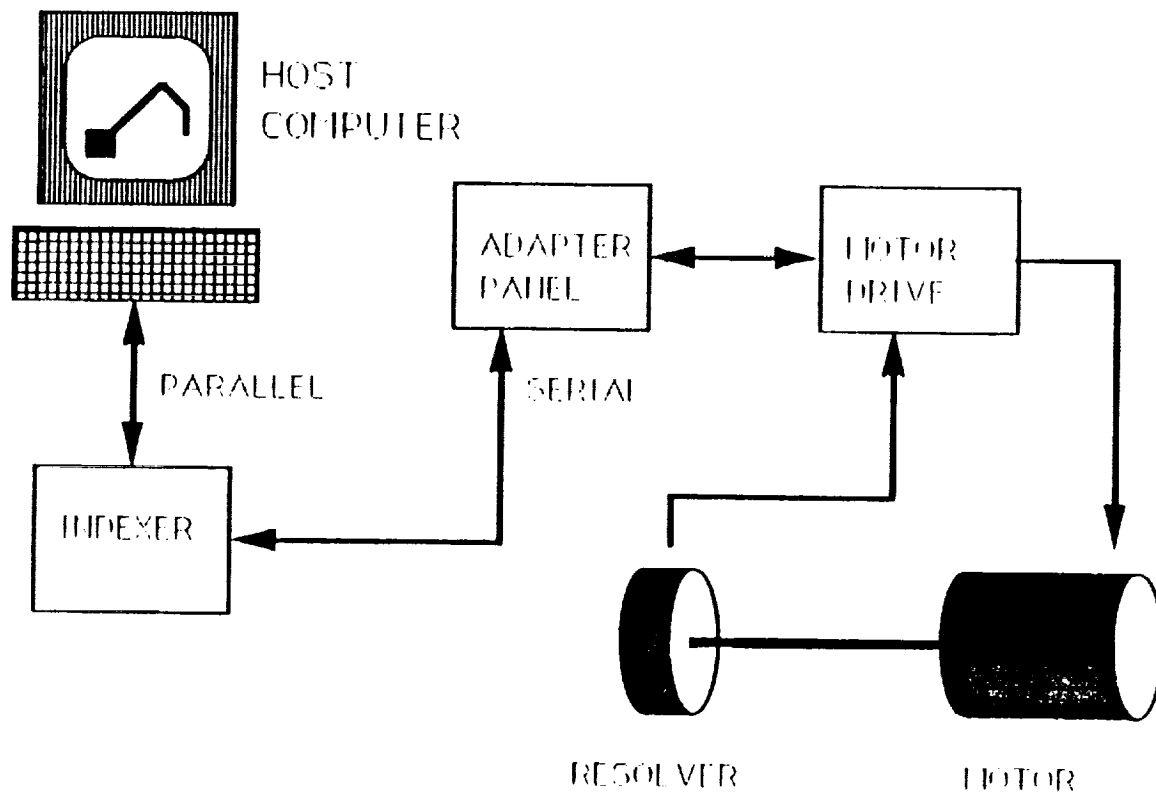 HOST
COMPUTER
ADAPTER
PANEL
MOTOR
DRIVE
PARALLEL
SERIAL
INDEXER
RESOLVER
MOTOR